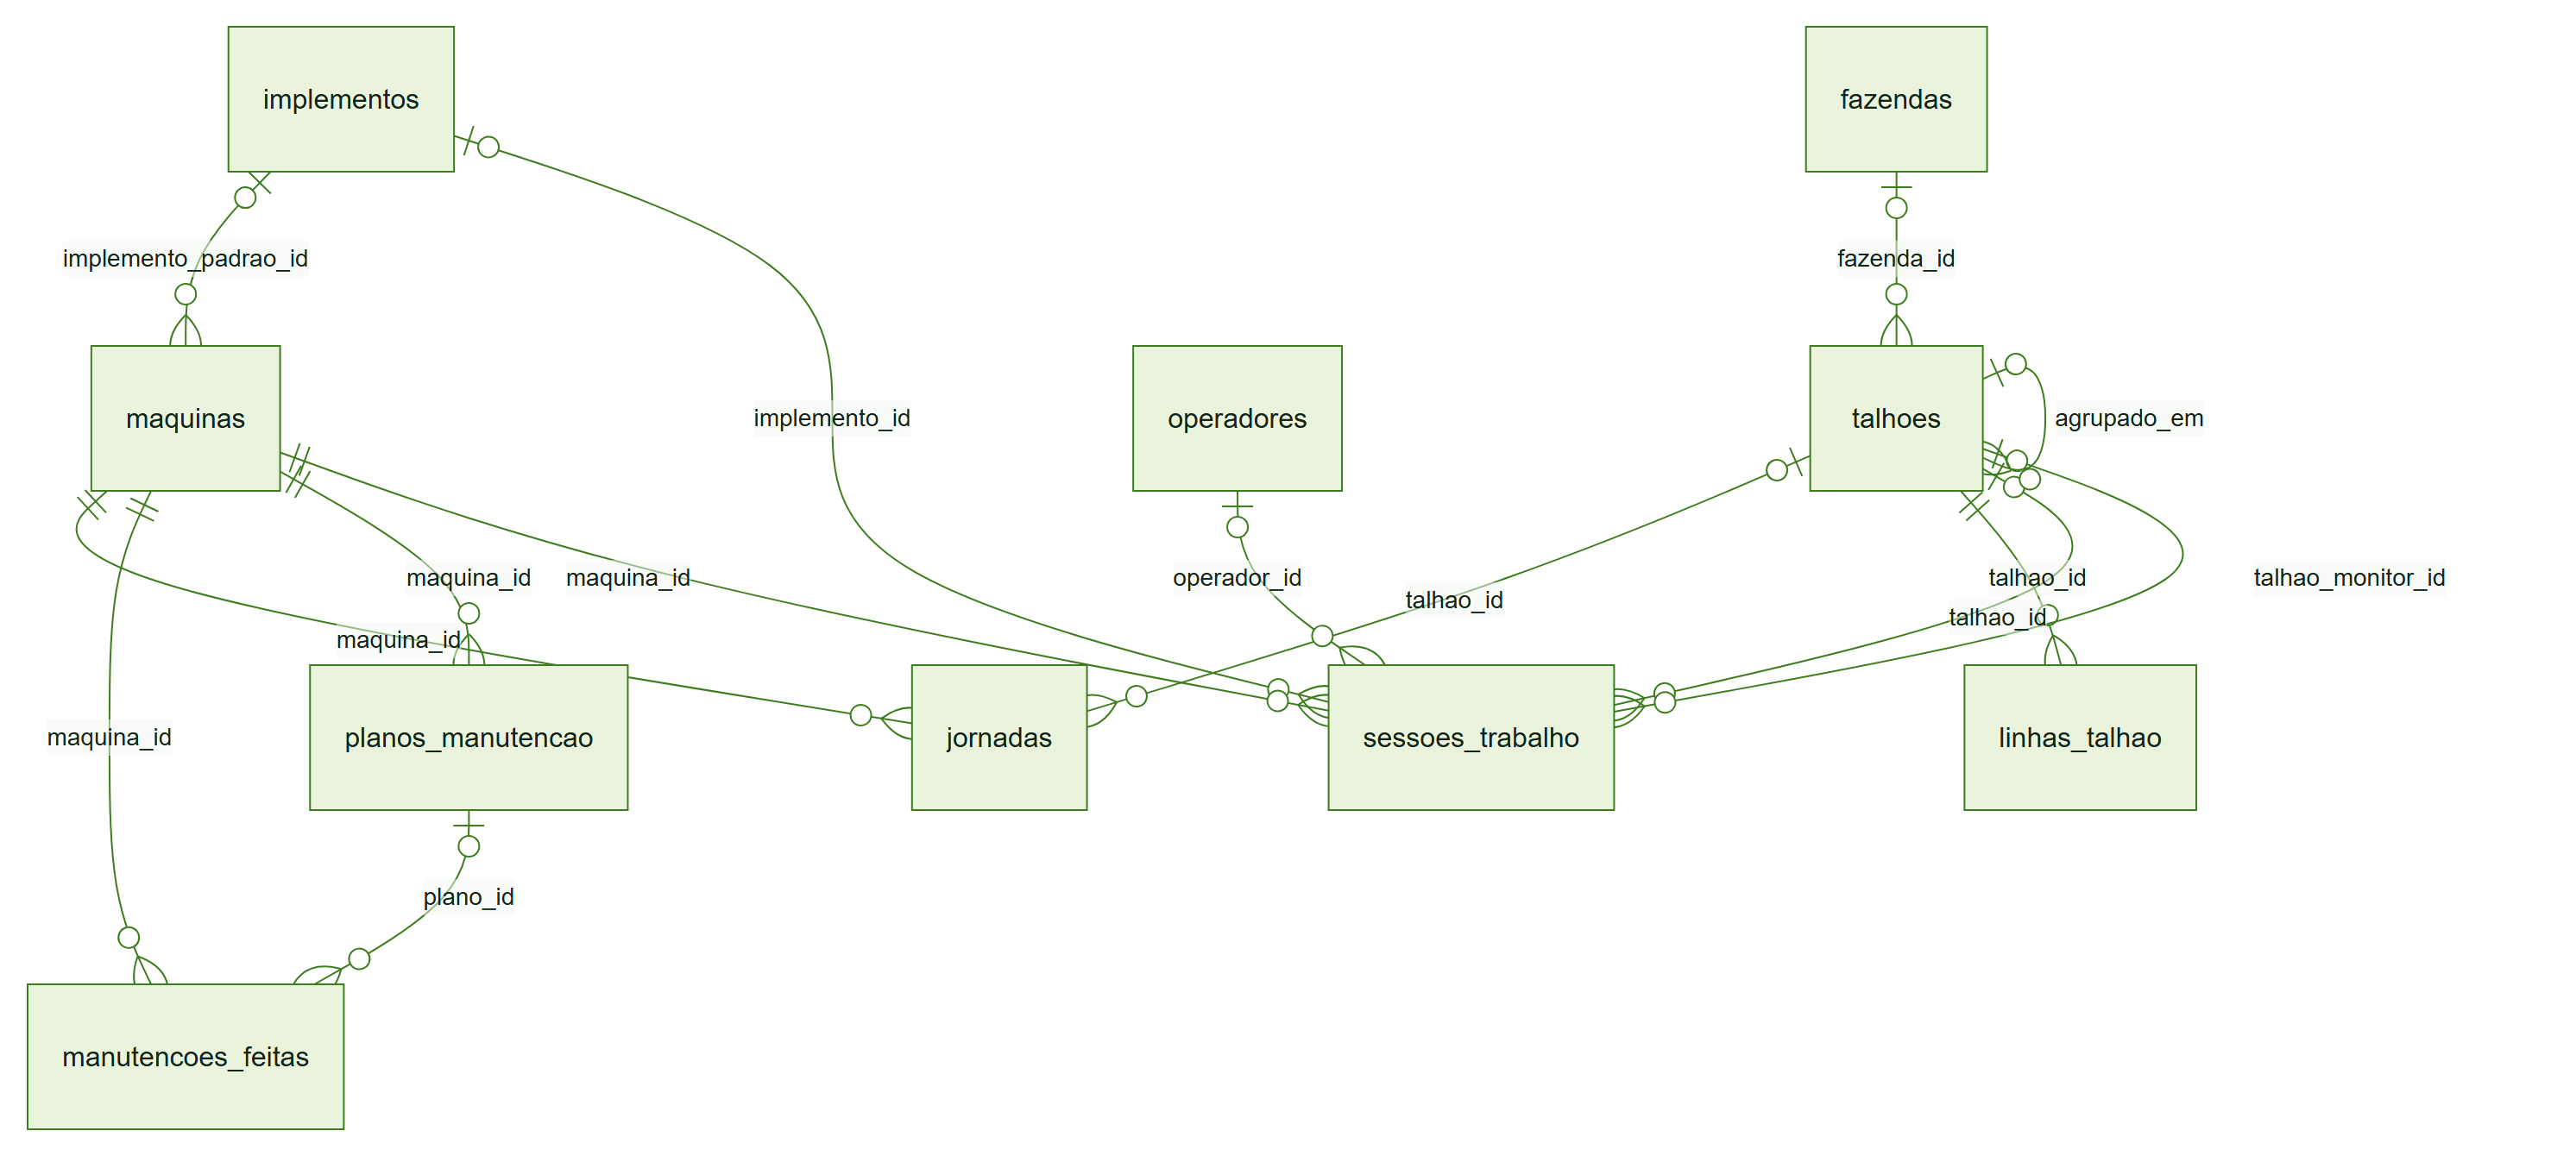 implementos
fazendas
implemento_padrao_id
fazenda_id
maquinas
implemento_id
operadores
talhoes
agrupado_em
maquina_id
maquina_id
operador_id
talhao_id
talhao_id
talhao_monitor_id
talhao_id
maquina_id
maquina_id
planos_manutencao
jornadas
sessoes_trabalho
linhas_talhao
plano_id
manutencoes_feitas